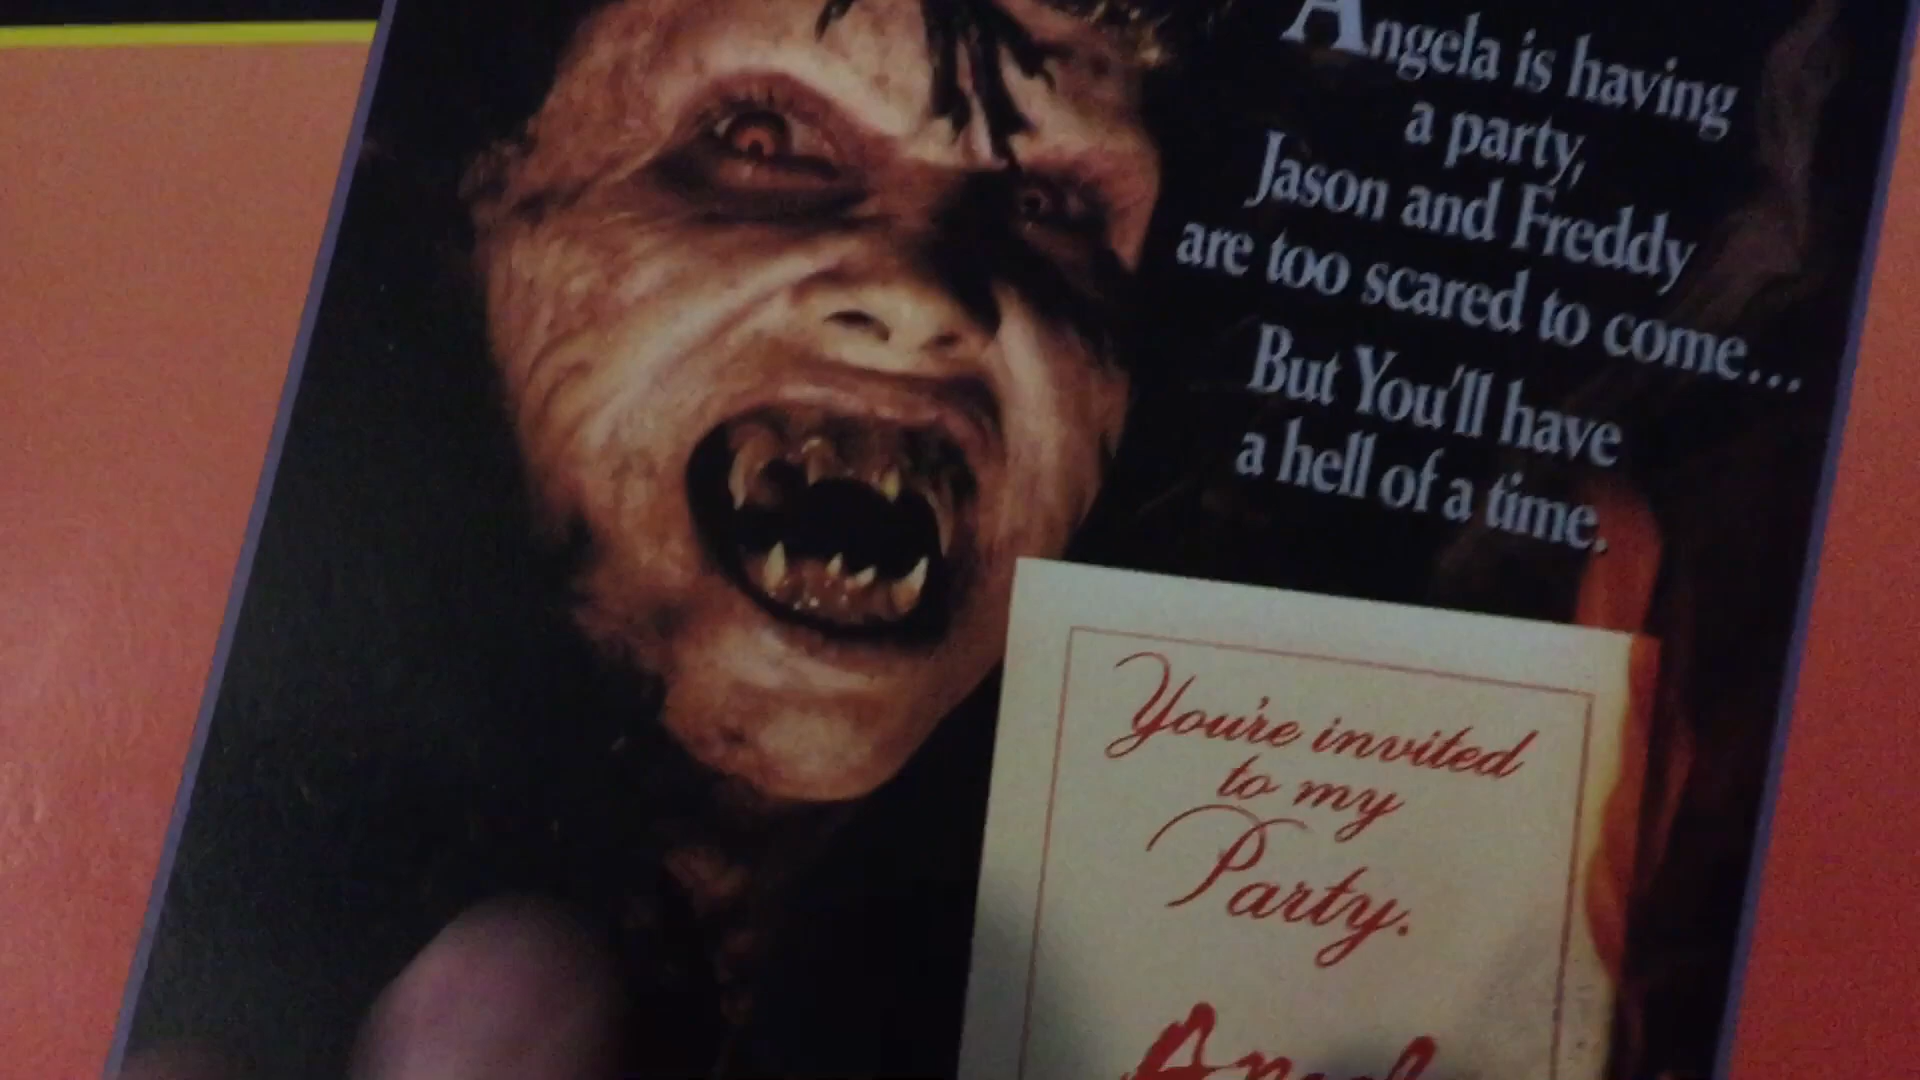 Angela is having
a party,
Jason and Freddy
are too scared to come...
But You'll have
a hell of a time.
You're invited
to my
Party.